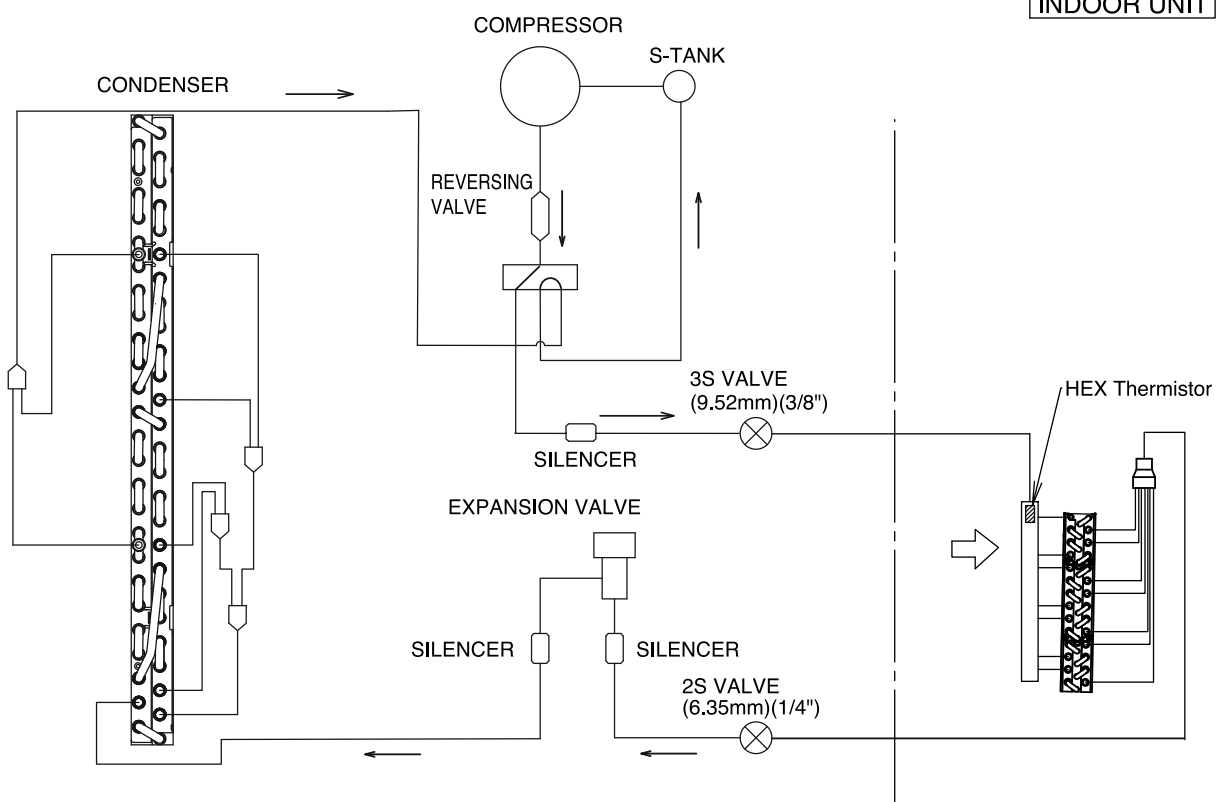 INDOOR UNIT
COMPRESSOR
S-TANK
CONDENSER
REVERSING
VALVE
3S VALVE
(9.52mm)(3/8")
HEX Thermistor
SILENCER
EXPANSION VALVE
SILENCER
SILENCER
2S VALVE
(6.35mm)(1/4")